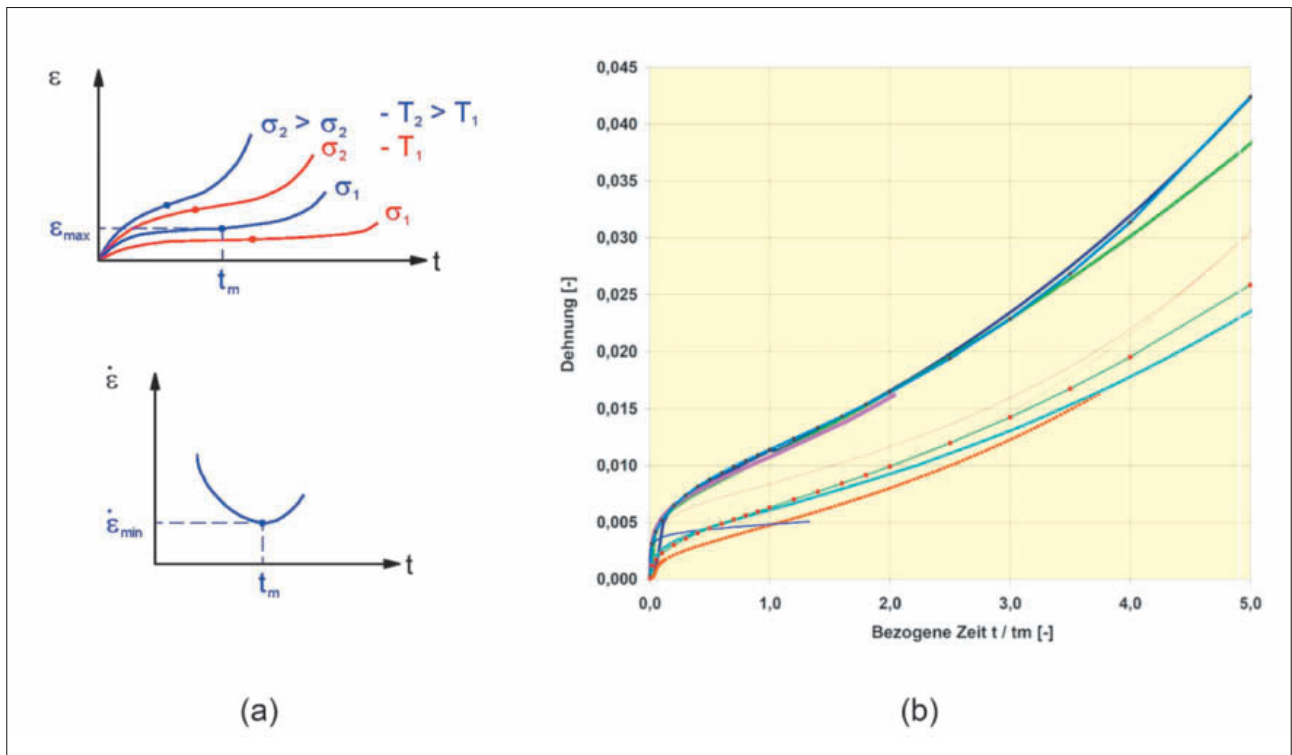 ε
σ2 > σ2 - T2 > T1
σ2 - T1
σ1
σ1
εmax
t
tm
ε̇
ε̇min
t
tm
(a)
0,045
0,040
0,035
0,030
0,025
0,020
0,015
0,010
0,005
0,000
Dehnung [-]
0,0 1,0 2,0 3,0 4,0 5,0
Bezogene Zeit t / tm [-]
(b)